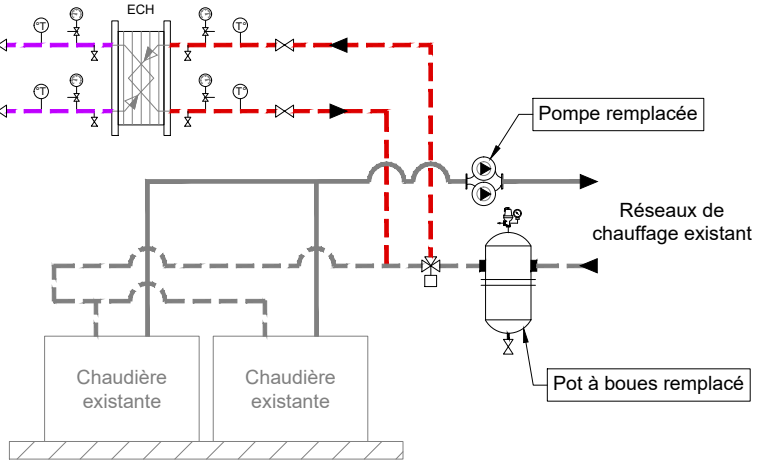 ECH
°T
T°
°T
T°
Pompe remplacée
Réseaux de
chauffage existant
Chaudière
existante
Chaudière
existante
Pot à boues remplacé